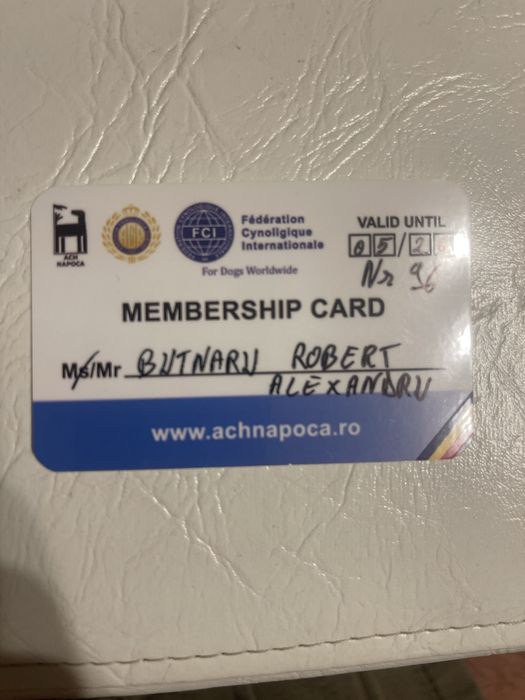 ACH
NAPOCA
FCI
Fédération
Cynoligique
Internationale
For Dogs Worldwide
VALID UNTIL
05/2
Nr 96
MEMBERSHIP CARD
Ms/Mr BUTNARU ROBERT
ALEXANDRU
www.achnapoca.ro